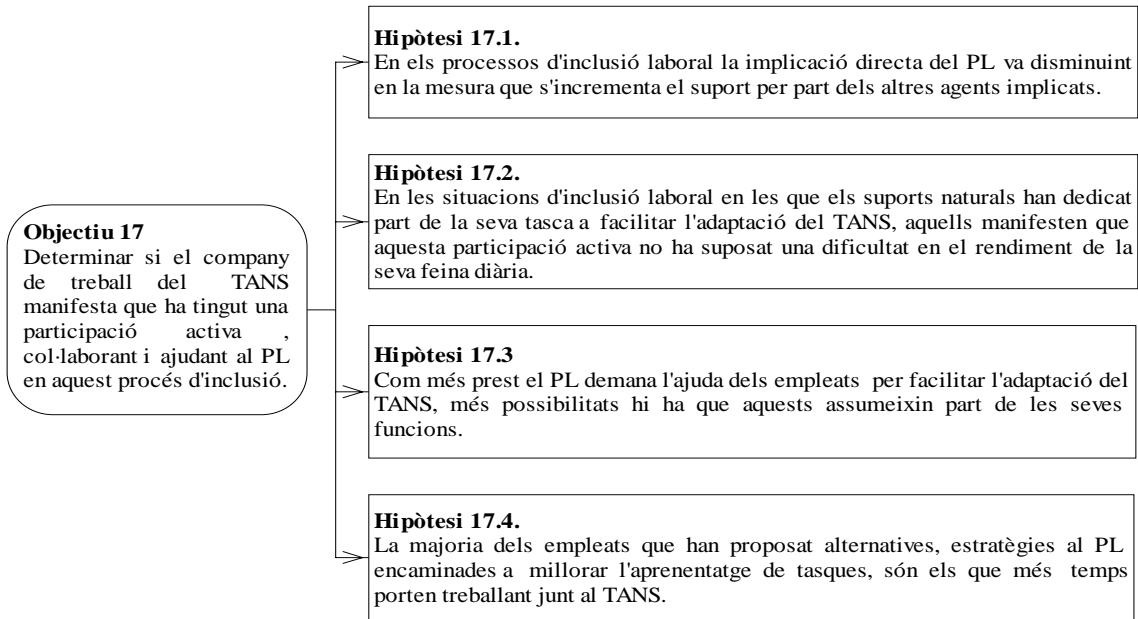 Objectiu 17
Determinar si el company
de treball del TANS
manifesta que ha tingut una
participació activa ,
col·laborant i ajudant al PL
en aquest procés d'inclusió.
Hipòtesi 17.1.
En els processos d'inclusió laboral la implicació directa del PL va disminuint
en la mesura que s'incrementa el suport per part dels altres agents implicats.
Hipòtesi 17.2.
En les situacions d'inclusió laboral en les que els suports naturals han dedicat
part de la seva tasca a facilitar l'adaptació del TANS, aquells manifesten que
aquesta participació activa no ha suposat una dificultat en el rendiment de la
seva feina diària.
Hipòtesi 17.3
Com més prest el PL demana l'ajuda dels empleats per facilitar l'adaptació del
TANS, més possibilitats hi ha que aquests assumeixin part de les seves
funcions.
Hipòtesi 17.4.
La majoria dels empleats que han proposat alternatives, estratègies al PL
encaminades a millorar l'aprenentatge de tasques, són els que més temps
porten treballant junt al TANS.